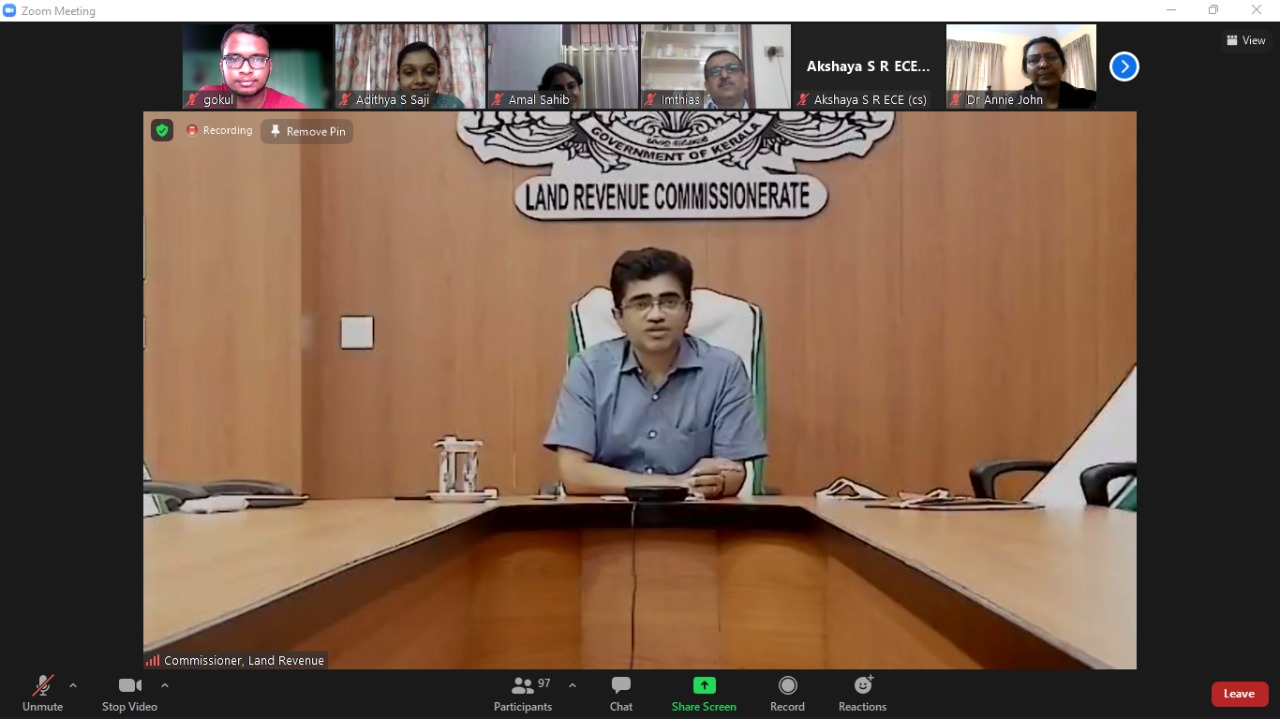 Zoom Meeting
View
gokul
Adithya S Saji
Amal Sahib
Imthias
Akshaya S R ECE...
Akshaya S R ECE (cs)
Dr Annie John
Recording
Remove Pin
GOVERNMENT OF KERALA
LAND REVENUE COMMISSIONERATE
Commissioner, Land Revenue
Unmute
Stop Video
97
Participants
Chat
Share Screen
Record
Reactions
Leave